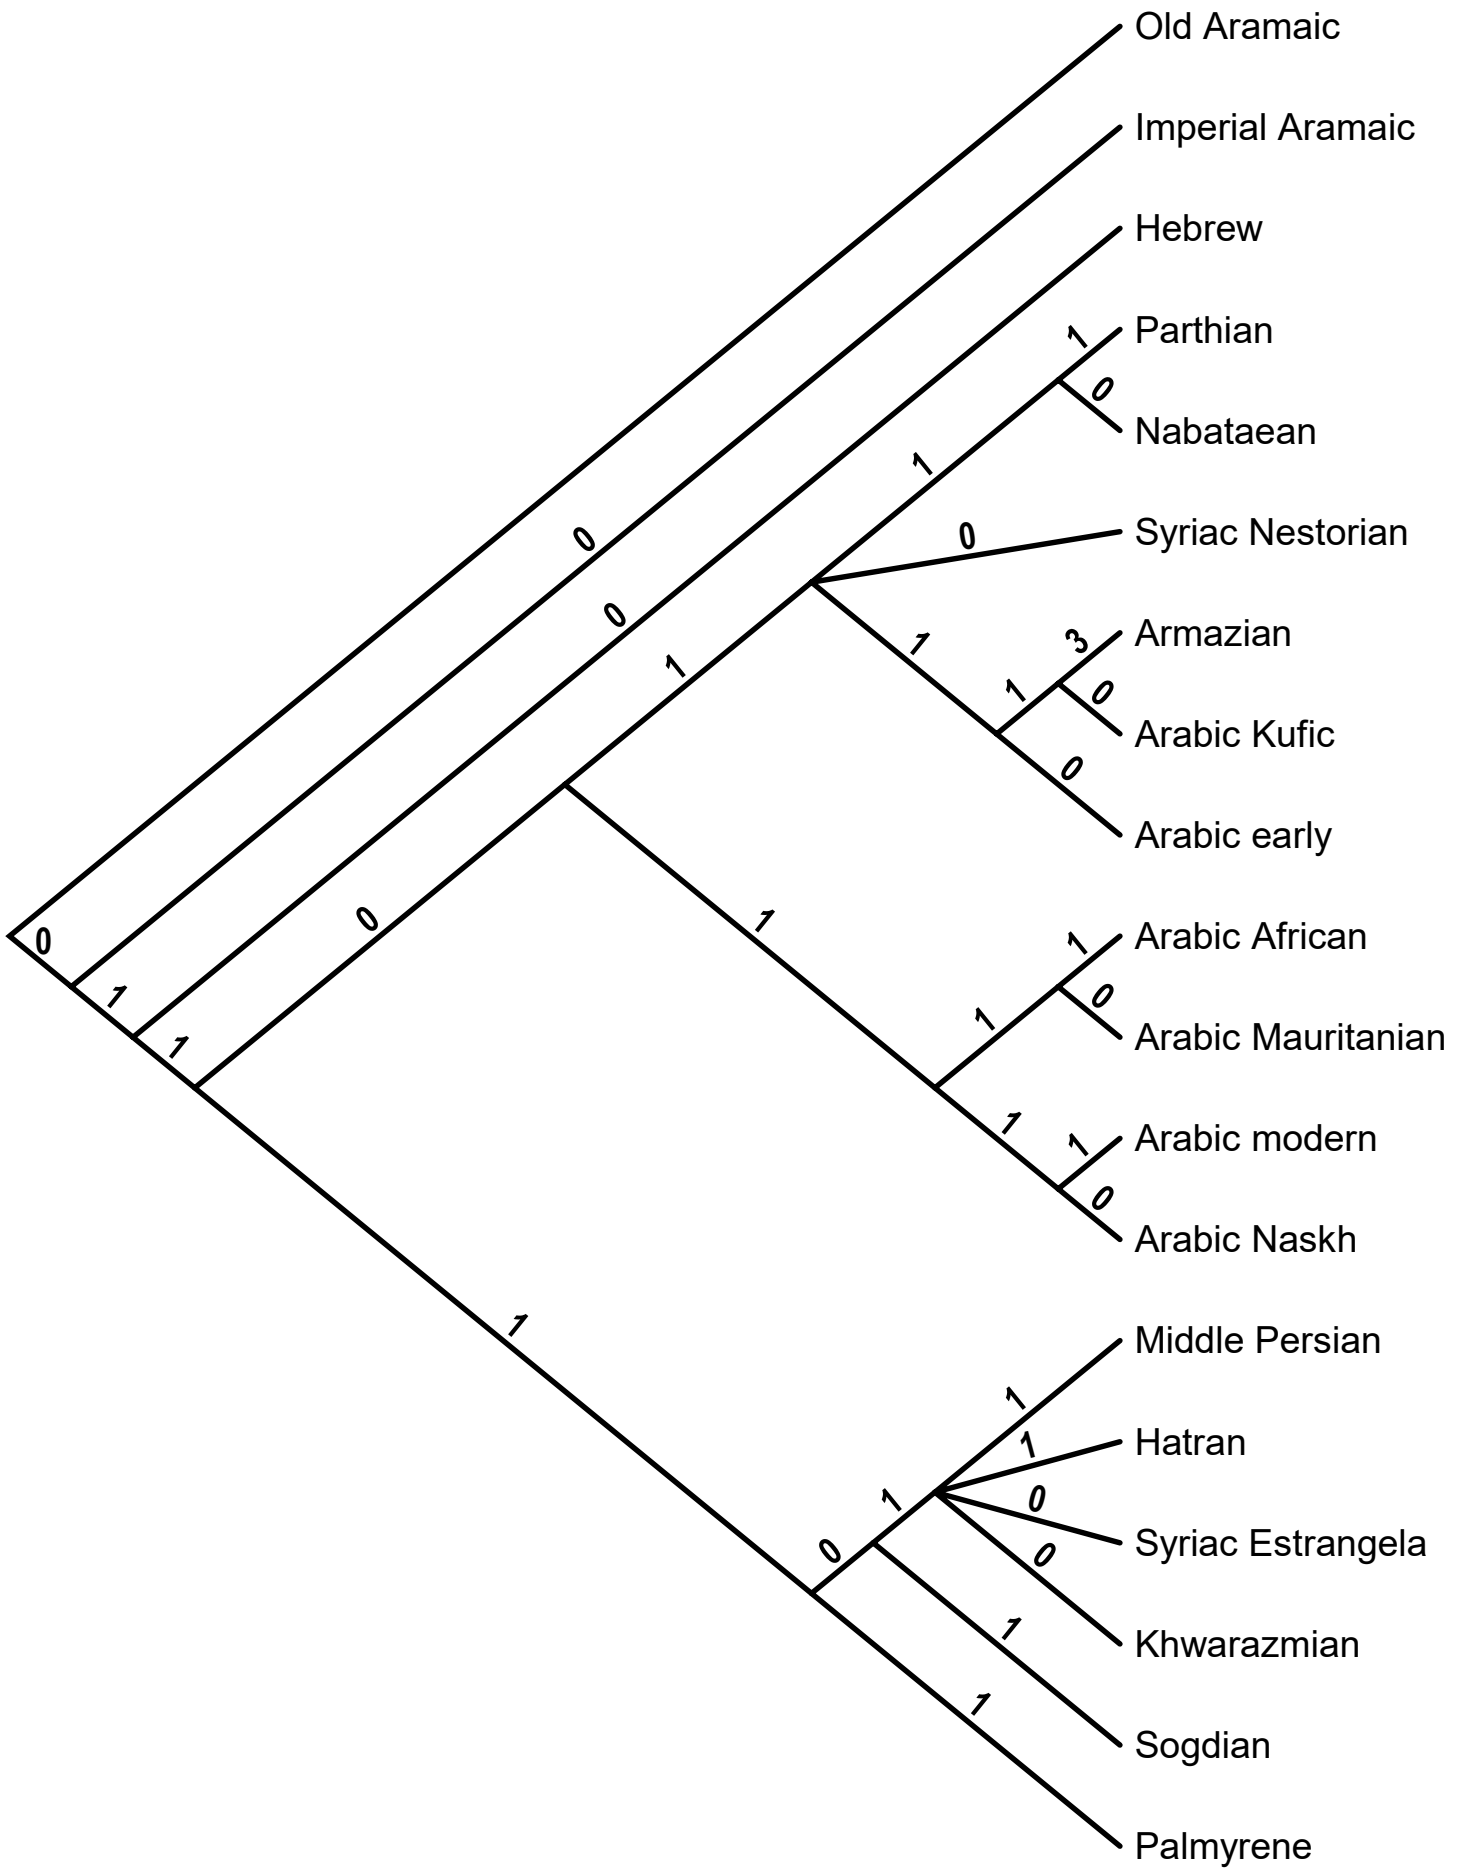 Old Aramaic
Imperial Aramaic
Hebrew
1
Parthian
0
Nabataean
1
0
Syriac Nestorian
0
0
1
1
3
Armazian
1
0
Arabic Kufic
0
Arabic early
0
1
0
1
Arabic African
1
0
1
1
Arabic Mauritanian
1
1
Arabic modern
0
Arabic Naskh
1
Middle Persian
1
1
Hatran
1
0
0
Syriac Estrangela
0
Khwarazmian
1
Sogdian
1
Palmyrene